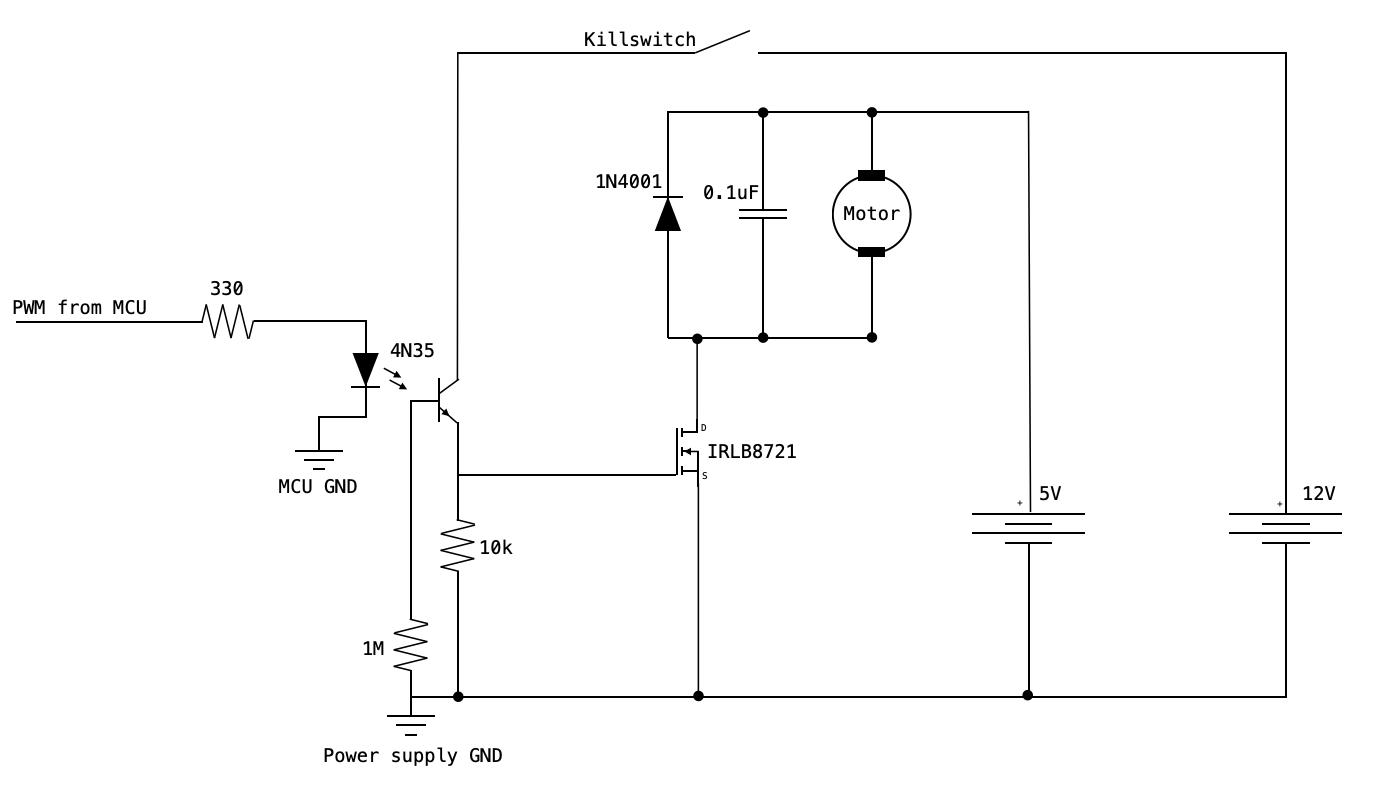 Killswitch
1N4001
0.1uF
Motor
330
PWM from MCU
4N35
D
IRLB8721
S
MCU GND
+ 5V
+ 12V
10k
1M
Power supply GND